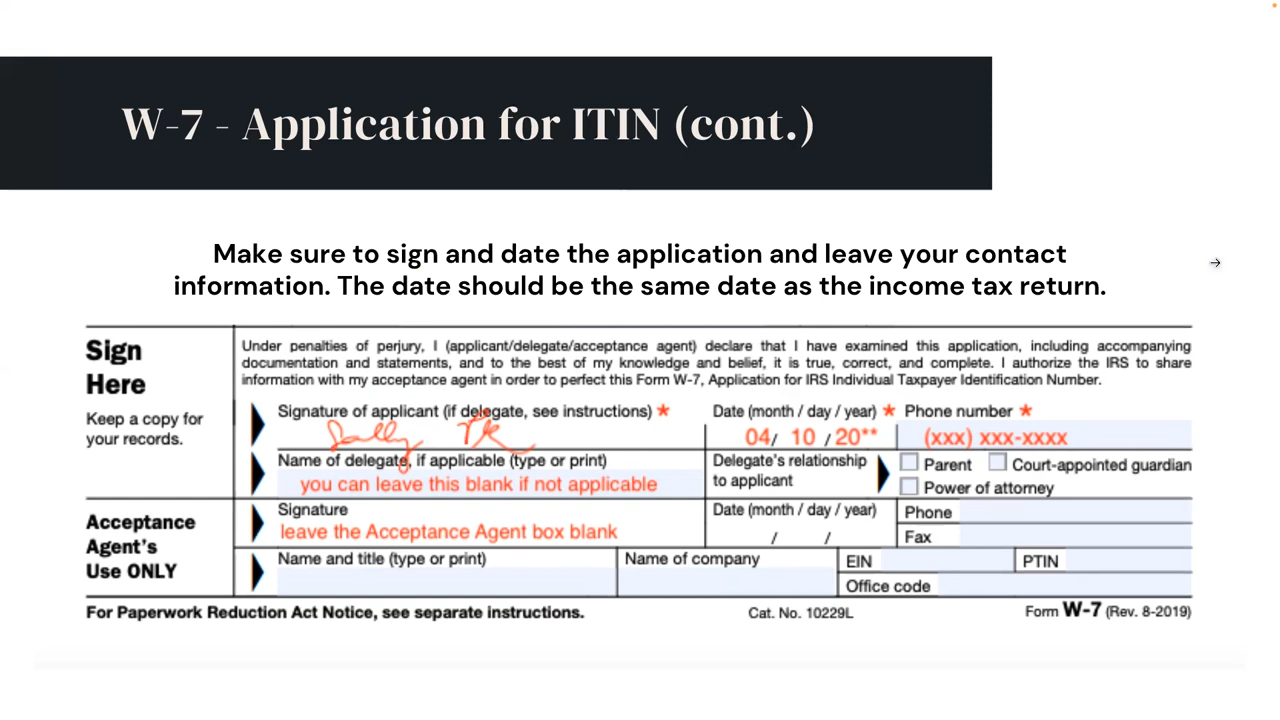 W-7 - Application for ITIN (cont.)
Make sure to sign and date the application and leave your contact
information. The date should be the same date as the income tax return.
Sign
Here
Keep a copy for
your records.
Under penalties of perjury, I (applicant/delegate/acceptance agent) declare that I have examined this application, including accompanying
documentation and statements, and to the best of my knowledge and belief, it is true, correct, and complete. I authorize the IRS to share
information with my acceptance agent in order to perfect this Form W-7, Application for IRS Individual Taxpayer Identification Number.
Signature of applicant (if delegate, see instructions) *
Sally
Date (month / day / year) *
04/ 10 / 20**
Phone number *
(xxx) xxx-xxxx
Name of delegate, if applicable (type or print)
you can leave this blank if not applicable
Delegate's relationship
to applicant
Parent
Court-appointed guardian
Power of attorney
Acceptance
Agent's
Use ONLY
Signature
leave the Acceptance Agent box blank
Date (month / day / year)
/ /
Phone
Fax
Name and title (type or print)
Name of company
EIN
PTIN
Office code
For Paperwork Reduction Act Notice, see separate instructions.
Cat. No. 10229L
Form W-7 (Rev. 8-2019)